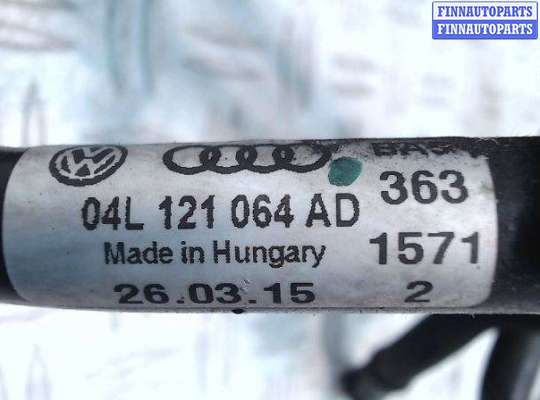 FINNAUTOPARTS
FINNAUTOPARTS
04L 121 064 AD
363
Made in Hungary
1571
26.03.15
2